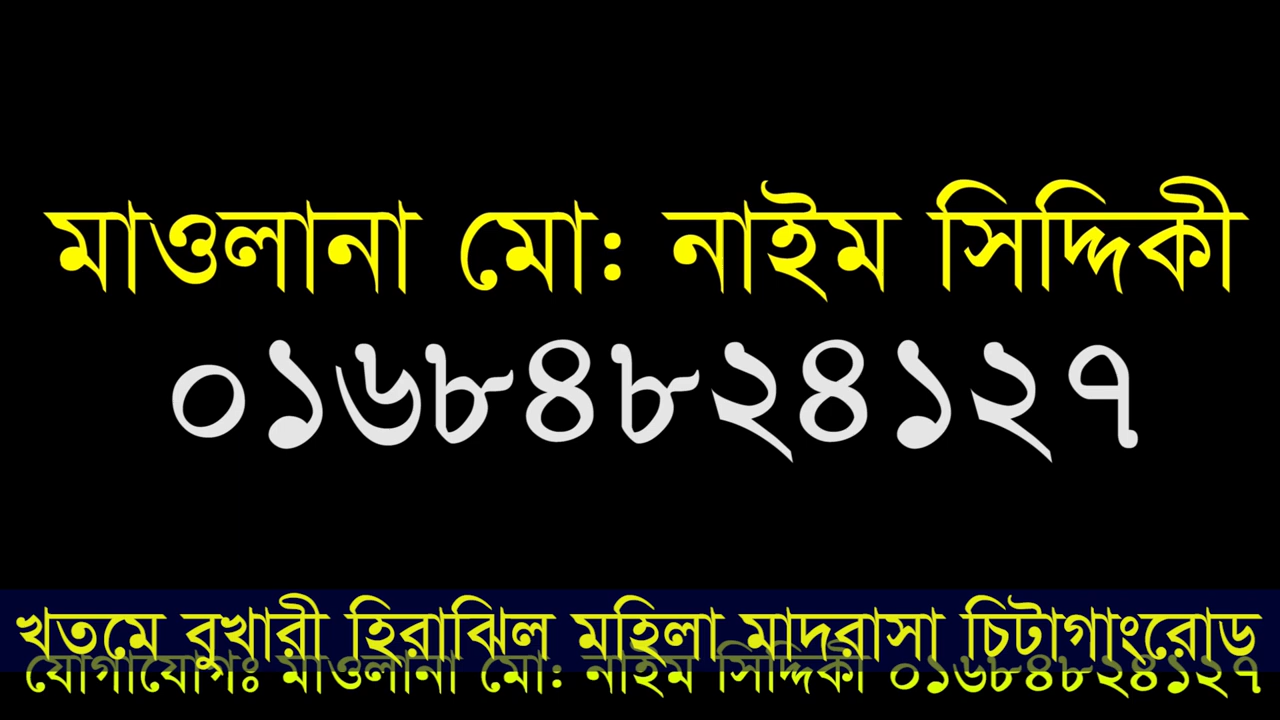 মাওলানা মো: নাইম সিদ্দিকী
০১৬৮৪৮২৪১২৭
খতমে বুখারী হিরাঝিল মহিলা মাদরাসা চিটাগাংরোড
যোগাযোগঃ মাওলানা মো: নাইম সিদ্দিকী ০১৬৮৪৮২৪১২৭